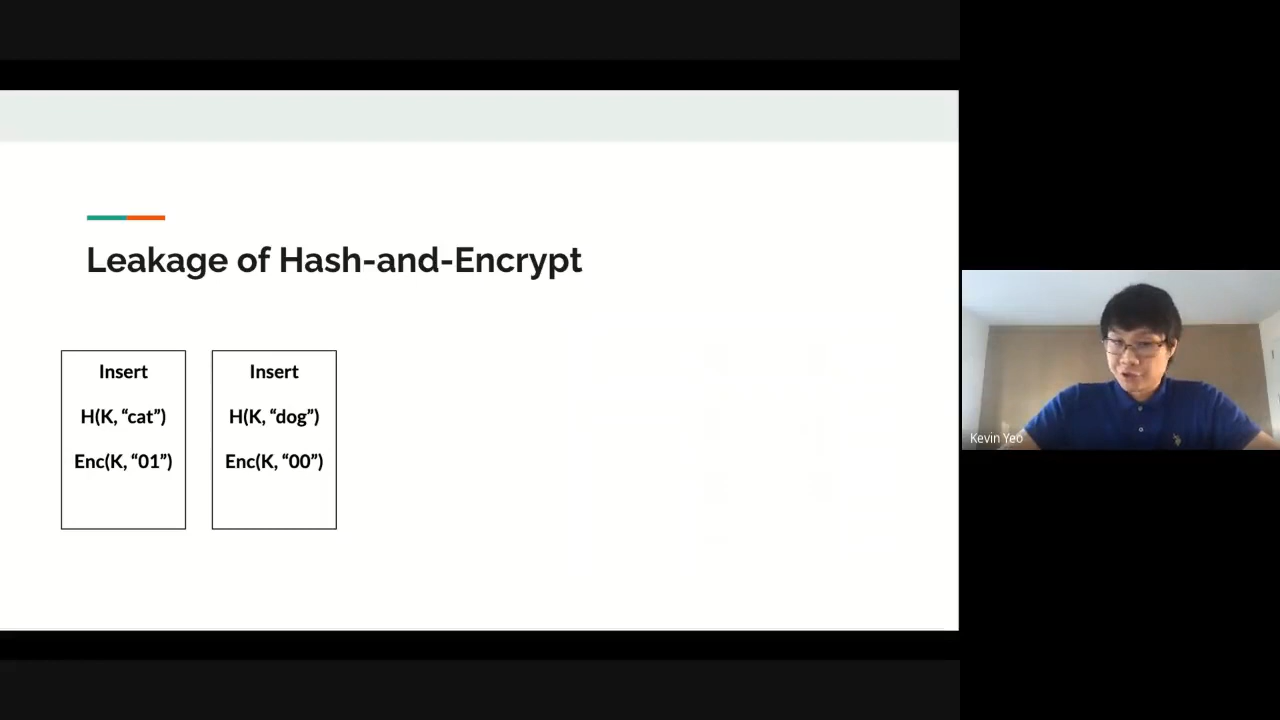 Leakage of Hash-and-Encrypt
Insert
H(K, “cat”)
Enc(K, “01”)
Insert
H(K, “dog”)
Enc(K, “00”)
Kevin Yeo